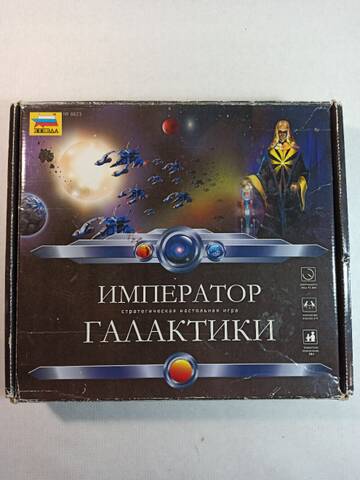 ЗВЕЗДА
ИМПЕРАТОР
стратегическая настольная игра
ГАЛАКТИКИ